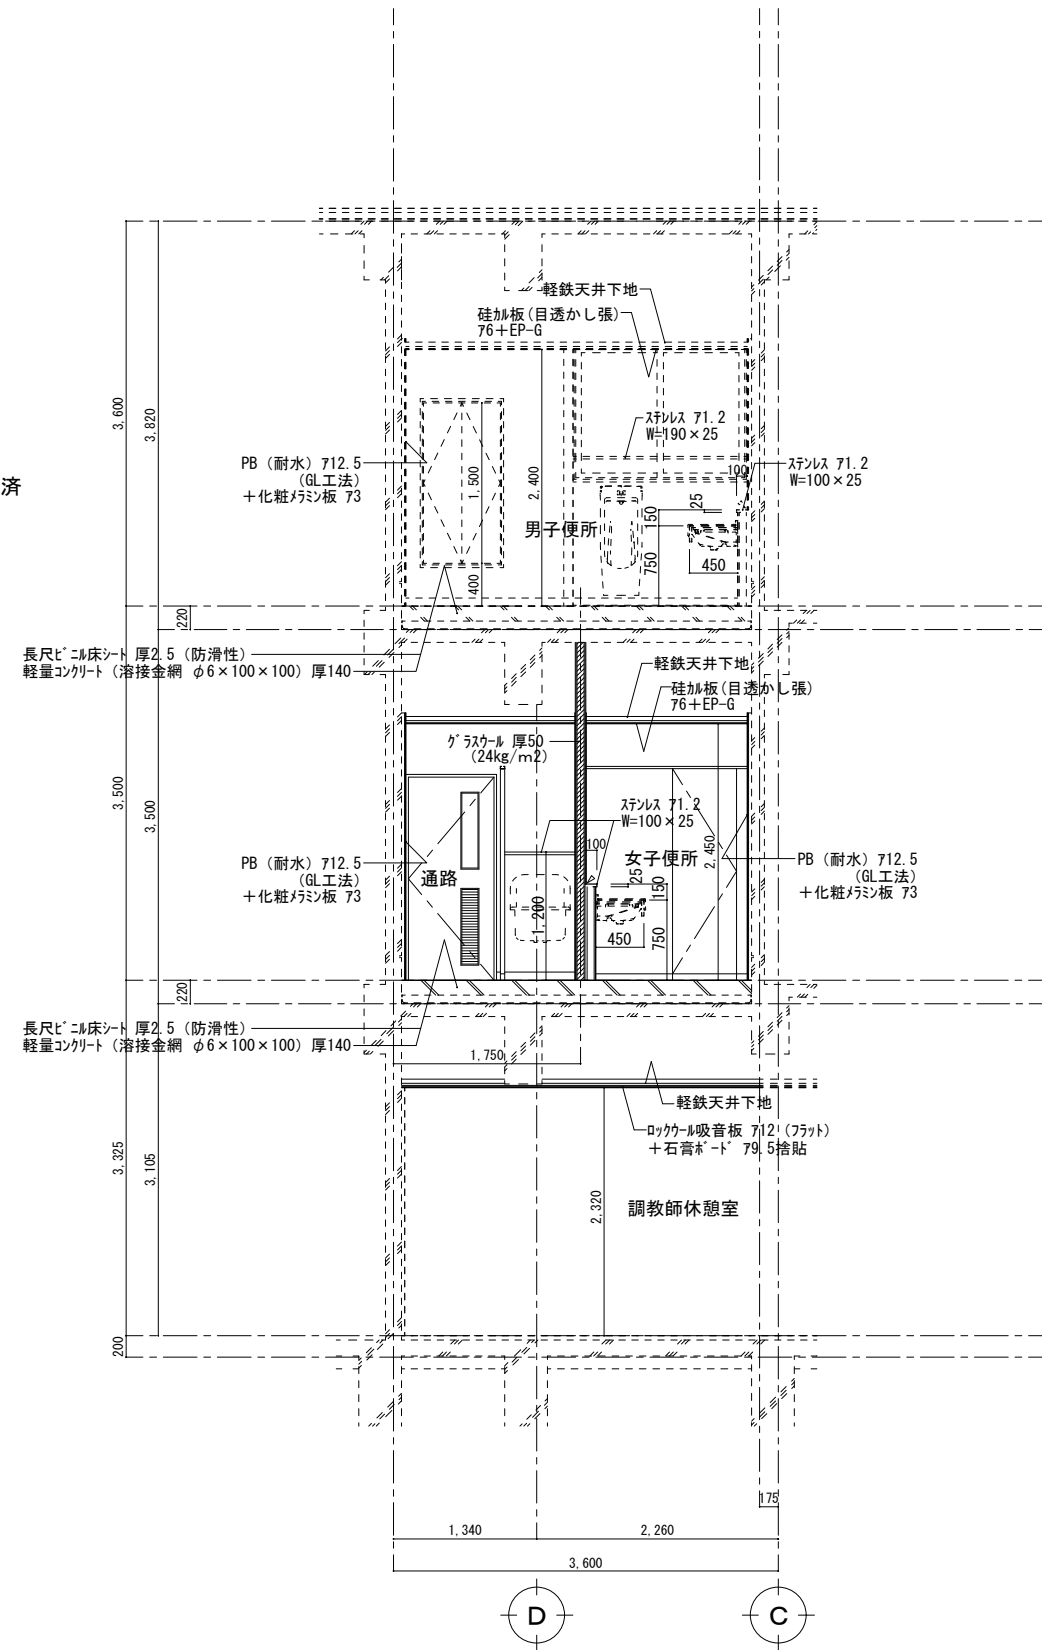 軽鉄天井下地
硅カル板(目透かし張)
ｱ6＋EP-G
3,600
3,820
ステンレス ｱ1.2
W=190×25
PB（耐水）ｱ12.5
(GL工法)
＋化粧メラミン板 ｱ3
1,500
2,400
100
ステンレス ｱ1.2
W=100×25
済
25
男子便所
150
750
450
400
220
長尺ビニル床シート 厚2.5（防滑性）
軽量コンクリート（溶接金網 φ6×100×100）厚140
軽鉄天井下地
硅カル板(目透かし張)
ｱ6＋EP-G
グラスウール 厚50
(24kg/m2)
3,500
3,500
ステンレス ｱ1.2
W=100×25
100
2,450
PB（耐水）ｱ12.5
(GL工法)
＋化粧メラミン板 ｱ3
通路
女子便所
25
150
PB（耐水）ｱ12.5
(GL工法)
＋化粧メラミン板 ｱ3
1,200
450
750
220
長尺ビニル床シート 厚2.5（防滑性）
軽量コンクリート（溶接金網 φ6×100×100）厚140
1,750
軽鉄天井下地
ロックウール吸音板 ｱ12（フラット）
＋石膏ボード ｱ9.5捨貼
3,325
3,105
2,320
調教師休憩室
200
175
1,340
2,260
3,600
D
C